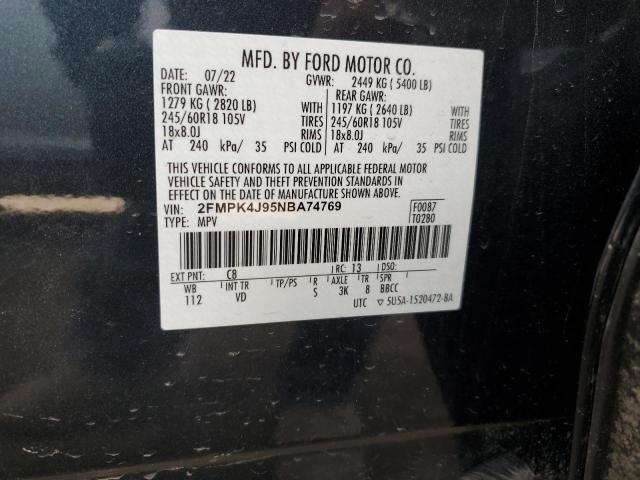 MFD. BY FORD MOTOR CO.
DATE: 07/22 GVWR: 2449 KG ( 5400 LB)
FRONT GAWR: REAR GAWR:
1279 KG ( 2820 LB) WITH 1197 KG ( 2640 LB) WITH
245/60R18 105V TIRES 245/60R18 105V TIRES
18x8.0J RIMS 18x8.0J RIMS
AT 240 kPa/ 35 PSI COLD AT 240 kPa/ 35 PSI COLD
THIS VEHICLE CONFORMS TO ALL APPLICABLE FEDERAL MOTOR
VEHICLE SAFETY AND THEFT PREVENTION STANDARDS IN
EFFECT ON THE DATE OF MANUFACTURE SHOWN ABOVE.
VIN: 2FMPK4J95NBA74769 F0087
TYPE: MPV T0280
EXT PNT: C8 RC: 13 DSO:
WB INT TR TP/PS R AXLE TR SPR
112 VD S 3K 8 BBCC
UTC 5U5A-1520472-BA